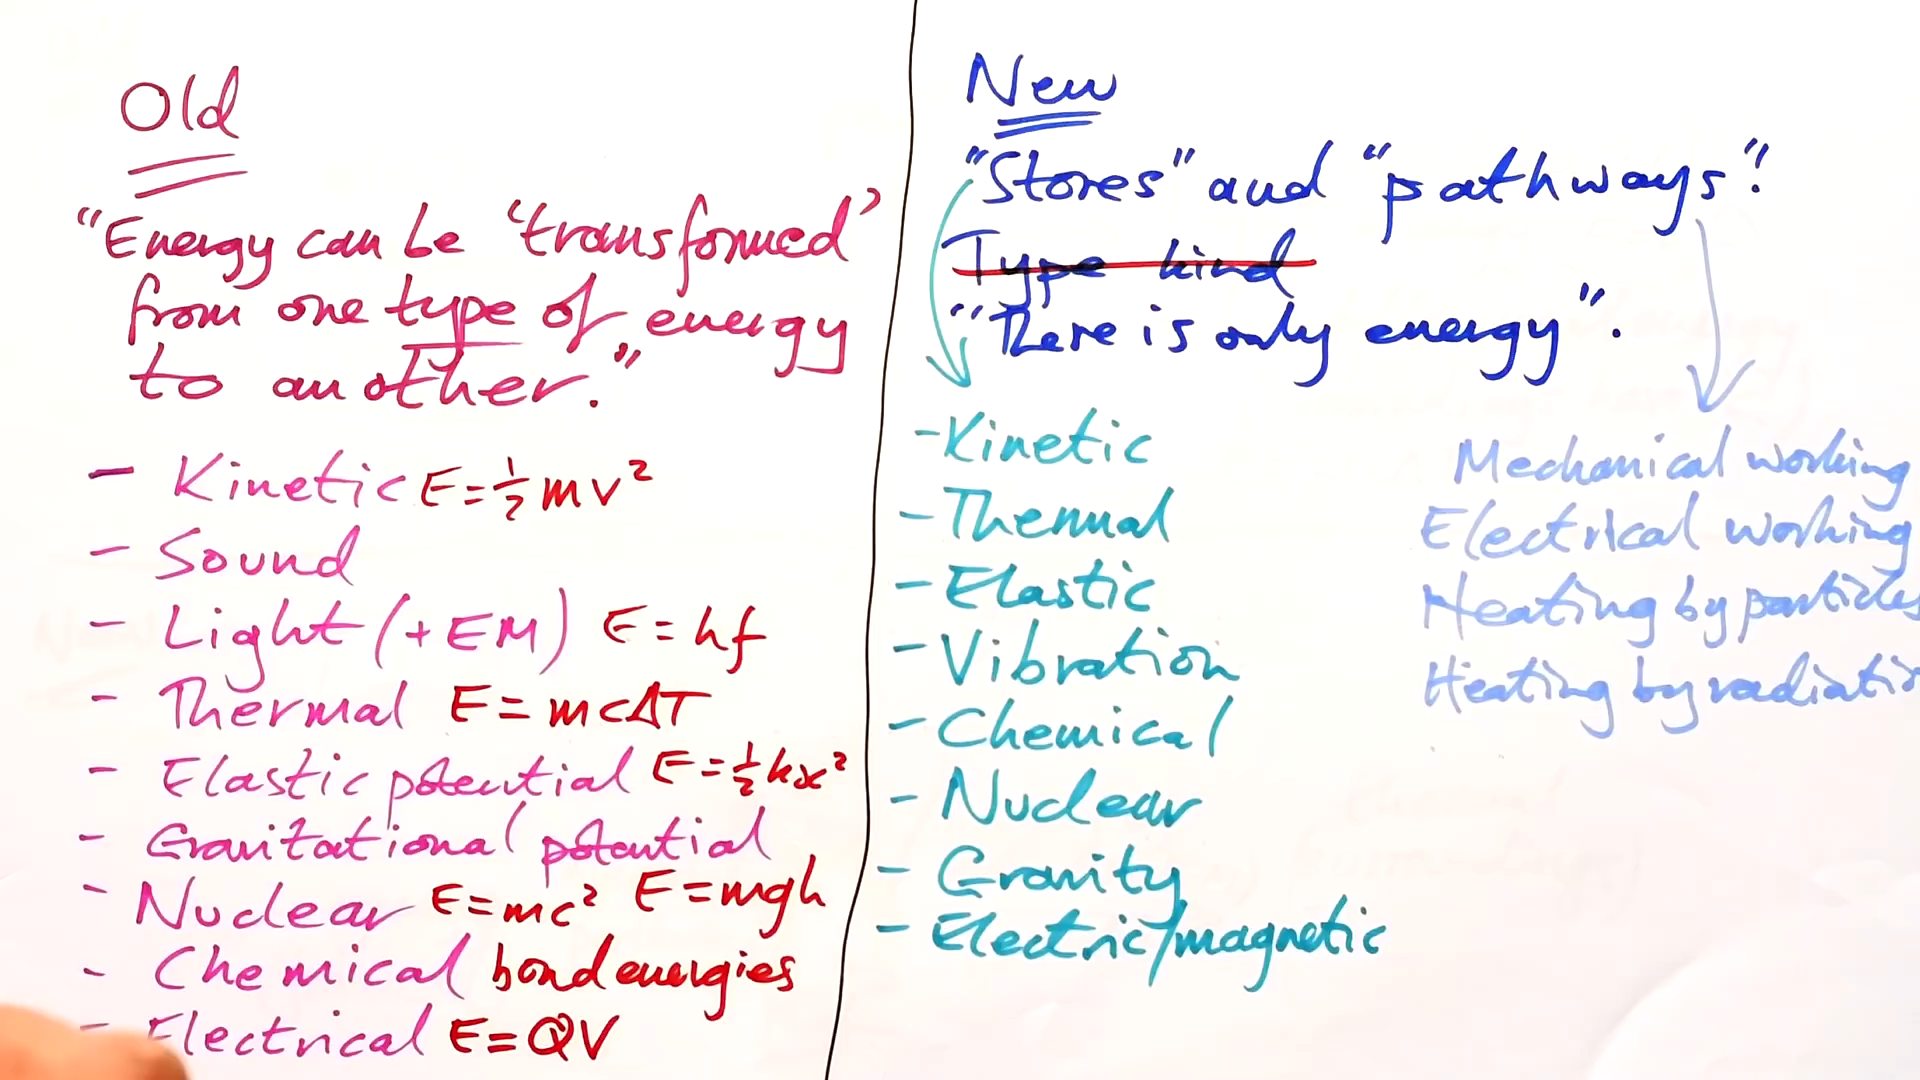 Old
"Energy can be 'transformed'
from one type of energy
to another."
- Kinetic E=½mv²
- Sound
- Light (+EM) E=hf
- Thermal E=mcΔT
- Elastic potential E=½kx²
- Gravitational potential
E=mgh
- Nuclear E=mc²
- Chemical bond energies
- Electrical E=QV
New
"Stores" and "pathways"!
Type kind
"There is only energy".
- Kinetic
- Thermal
- Elastic
- Vibration
- Chemical
- Nuclear
- Gravity
- Electric/magnetic
Mechanical working
Electrical working
Heating by particles
Heating by radiatio